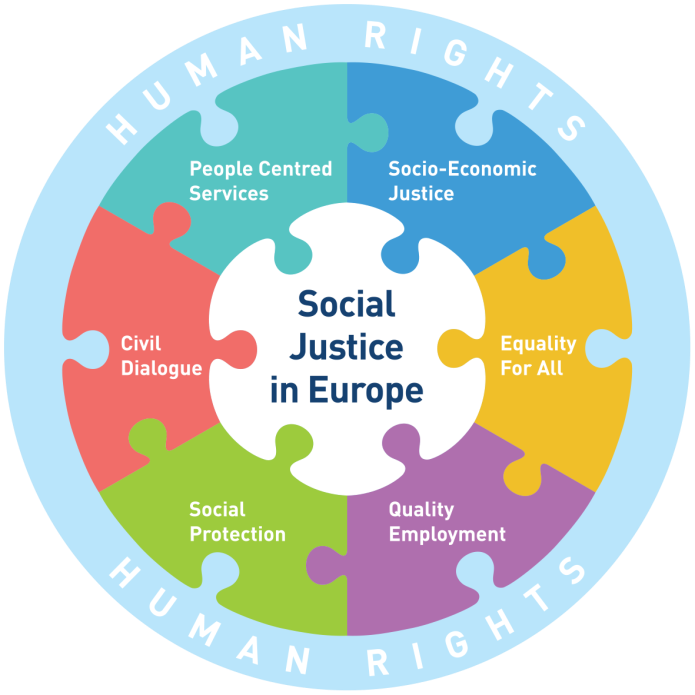 HUMAN RIGHTS
People Centred
Services
Socio-Economic
Justice
Social
Justice
in Europe
Civil
Dialogue
Equality
For All
Social
Protection
Quality
Employment
HUMAN RIGHTS